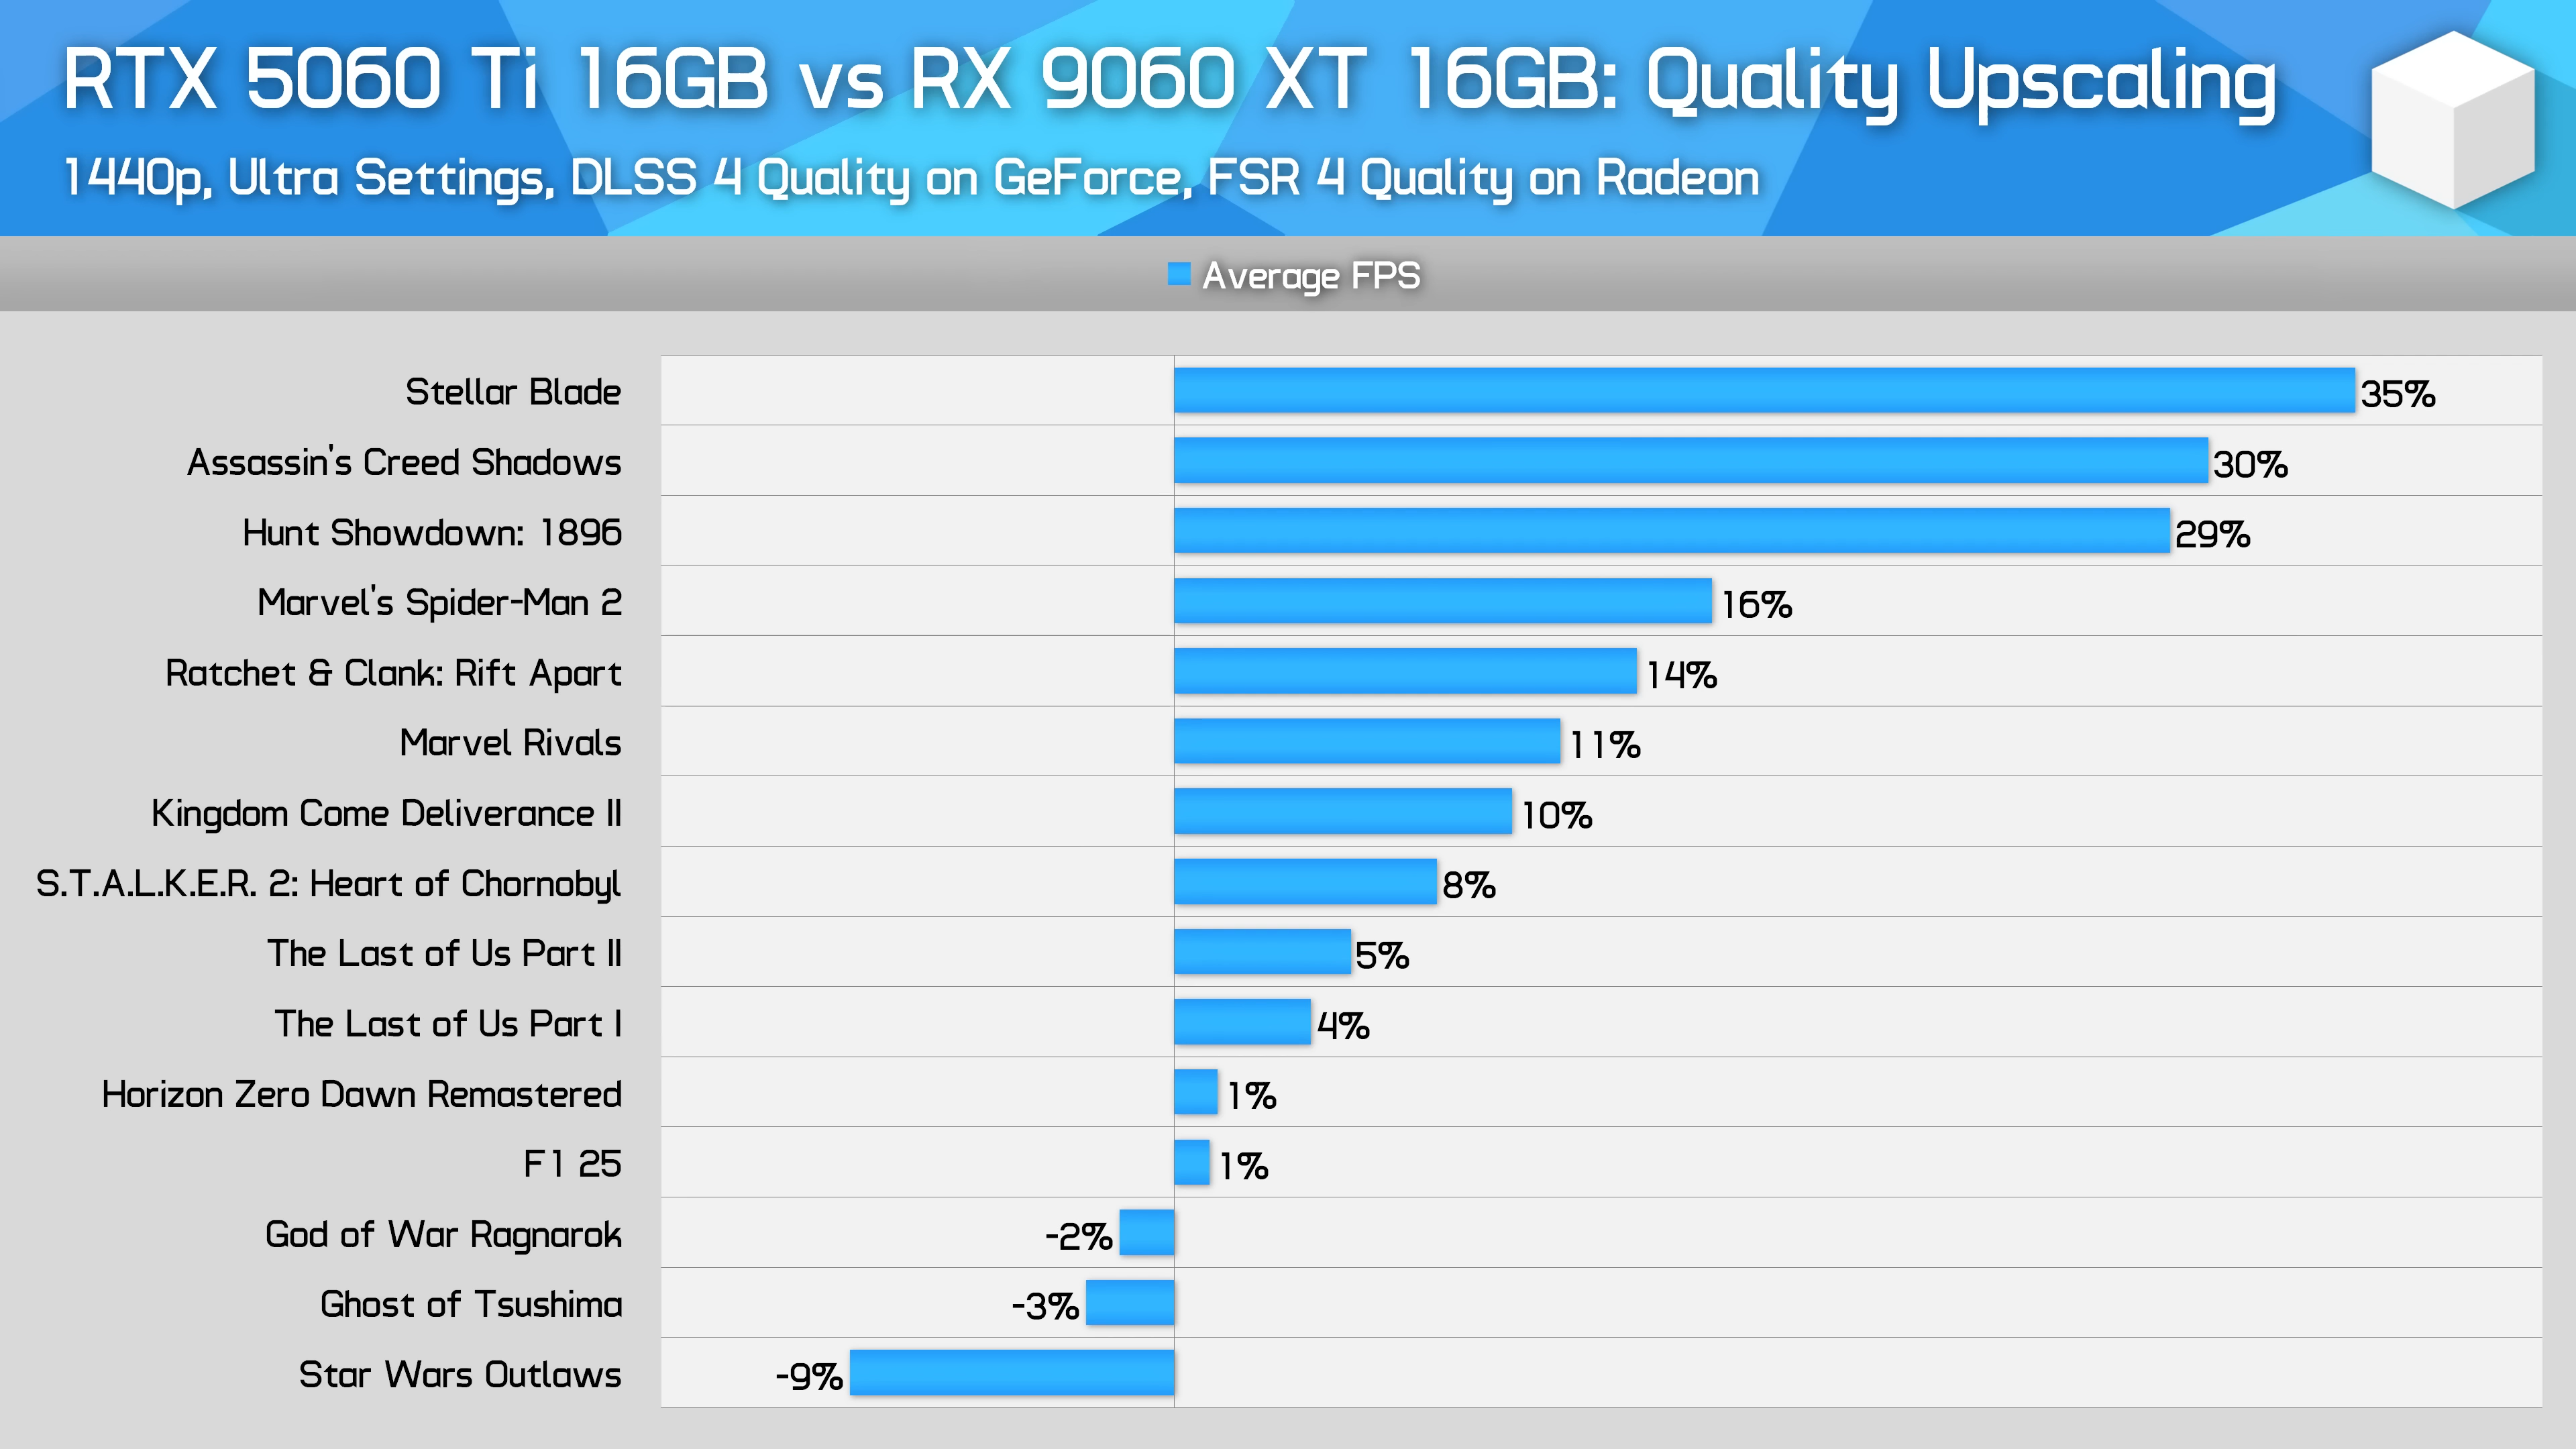 RTX 5060 Ti 16GB vs RX 9060 XT 16GB: Quality Upscaling
1440p, Ultra Settings, DLSS 4 Quality on GeForce, FSR 4 Quality on Radeon
Average FPS
Stellar Blade 35%
Assassin's Creed Shadows 30%
Hunt Showdown: 1896 29%
Marvel's Spider-Man 2 16%
Ratchet & Clank: Rift Apart 14%
Marvel Rivals 11%
Kingdom Come Deliverance II 10%
S.T.A.L.K.E.R. 2: Heart of Chornobyl 8%
The Last of Us Part II 5%
The Last of Us Part I 4%
Horizon Zero Dawn Remastered 1%
F1 25 1%
God of War Ragnarok -2%
Ghost of Tsushima -3%
Star Wars Outlaws -9%